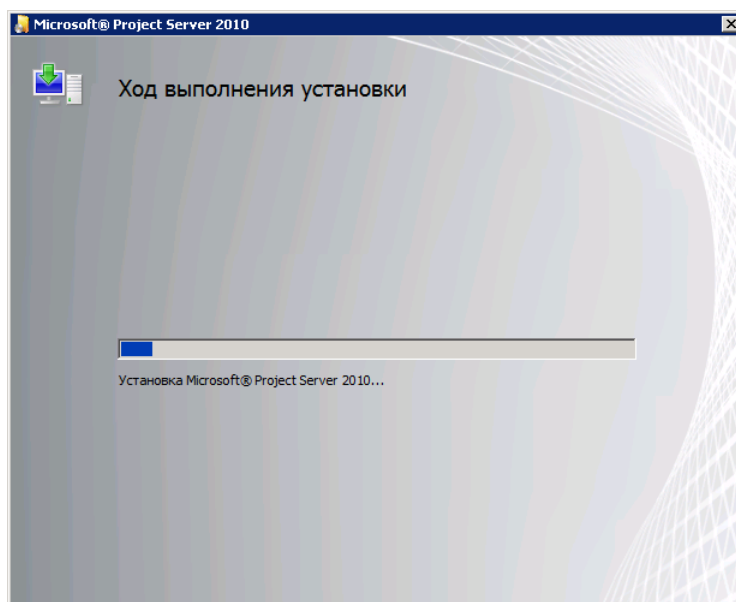 Microsoft® Project Server 2010
Ход выполнения установки
Установка Microsoft® Project Server 2010...